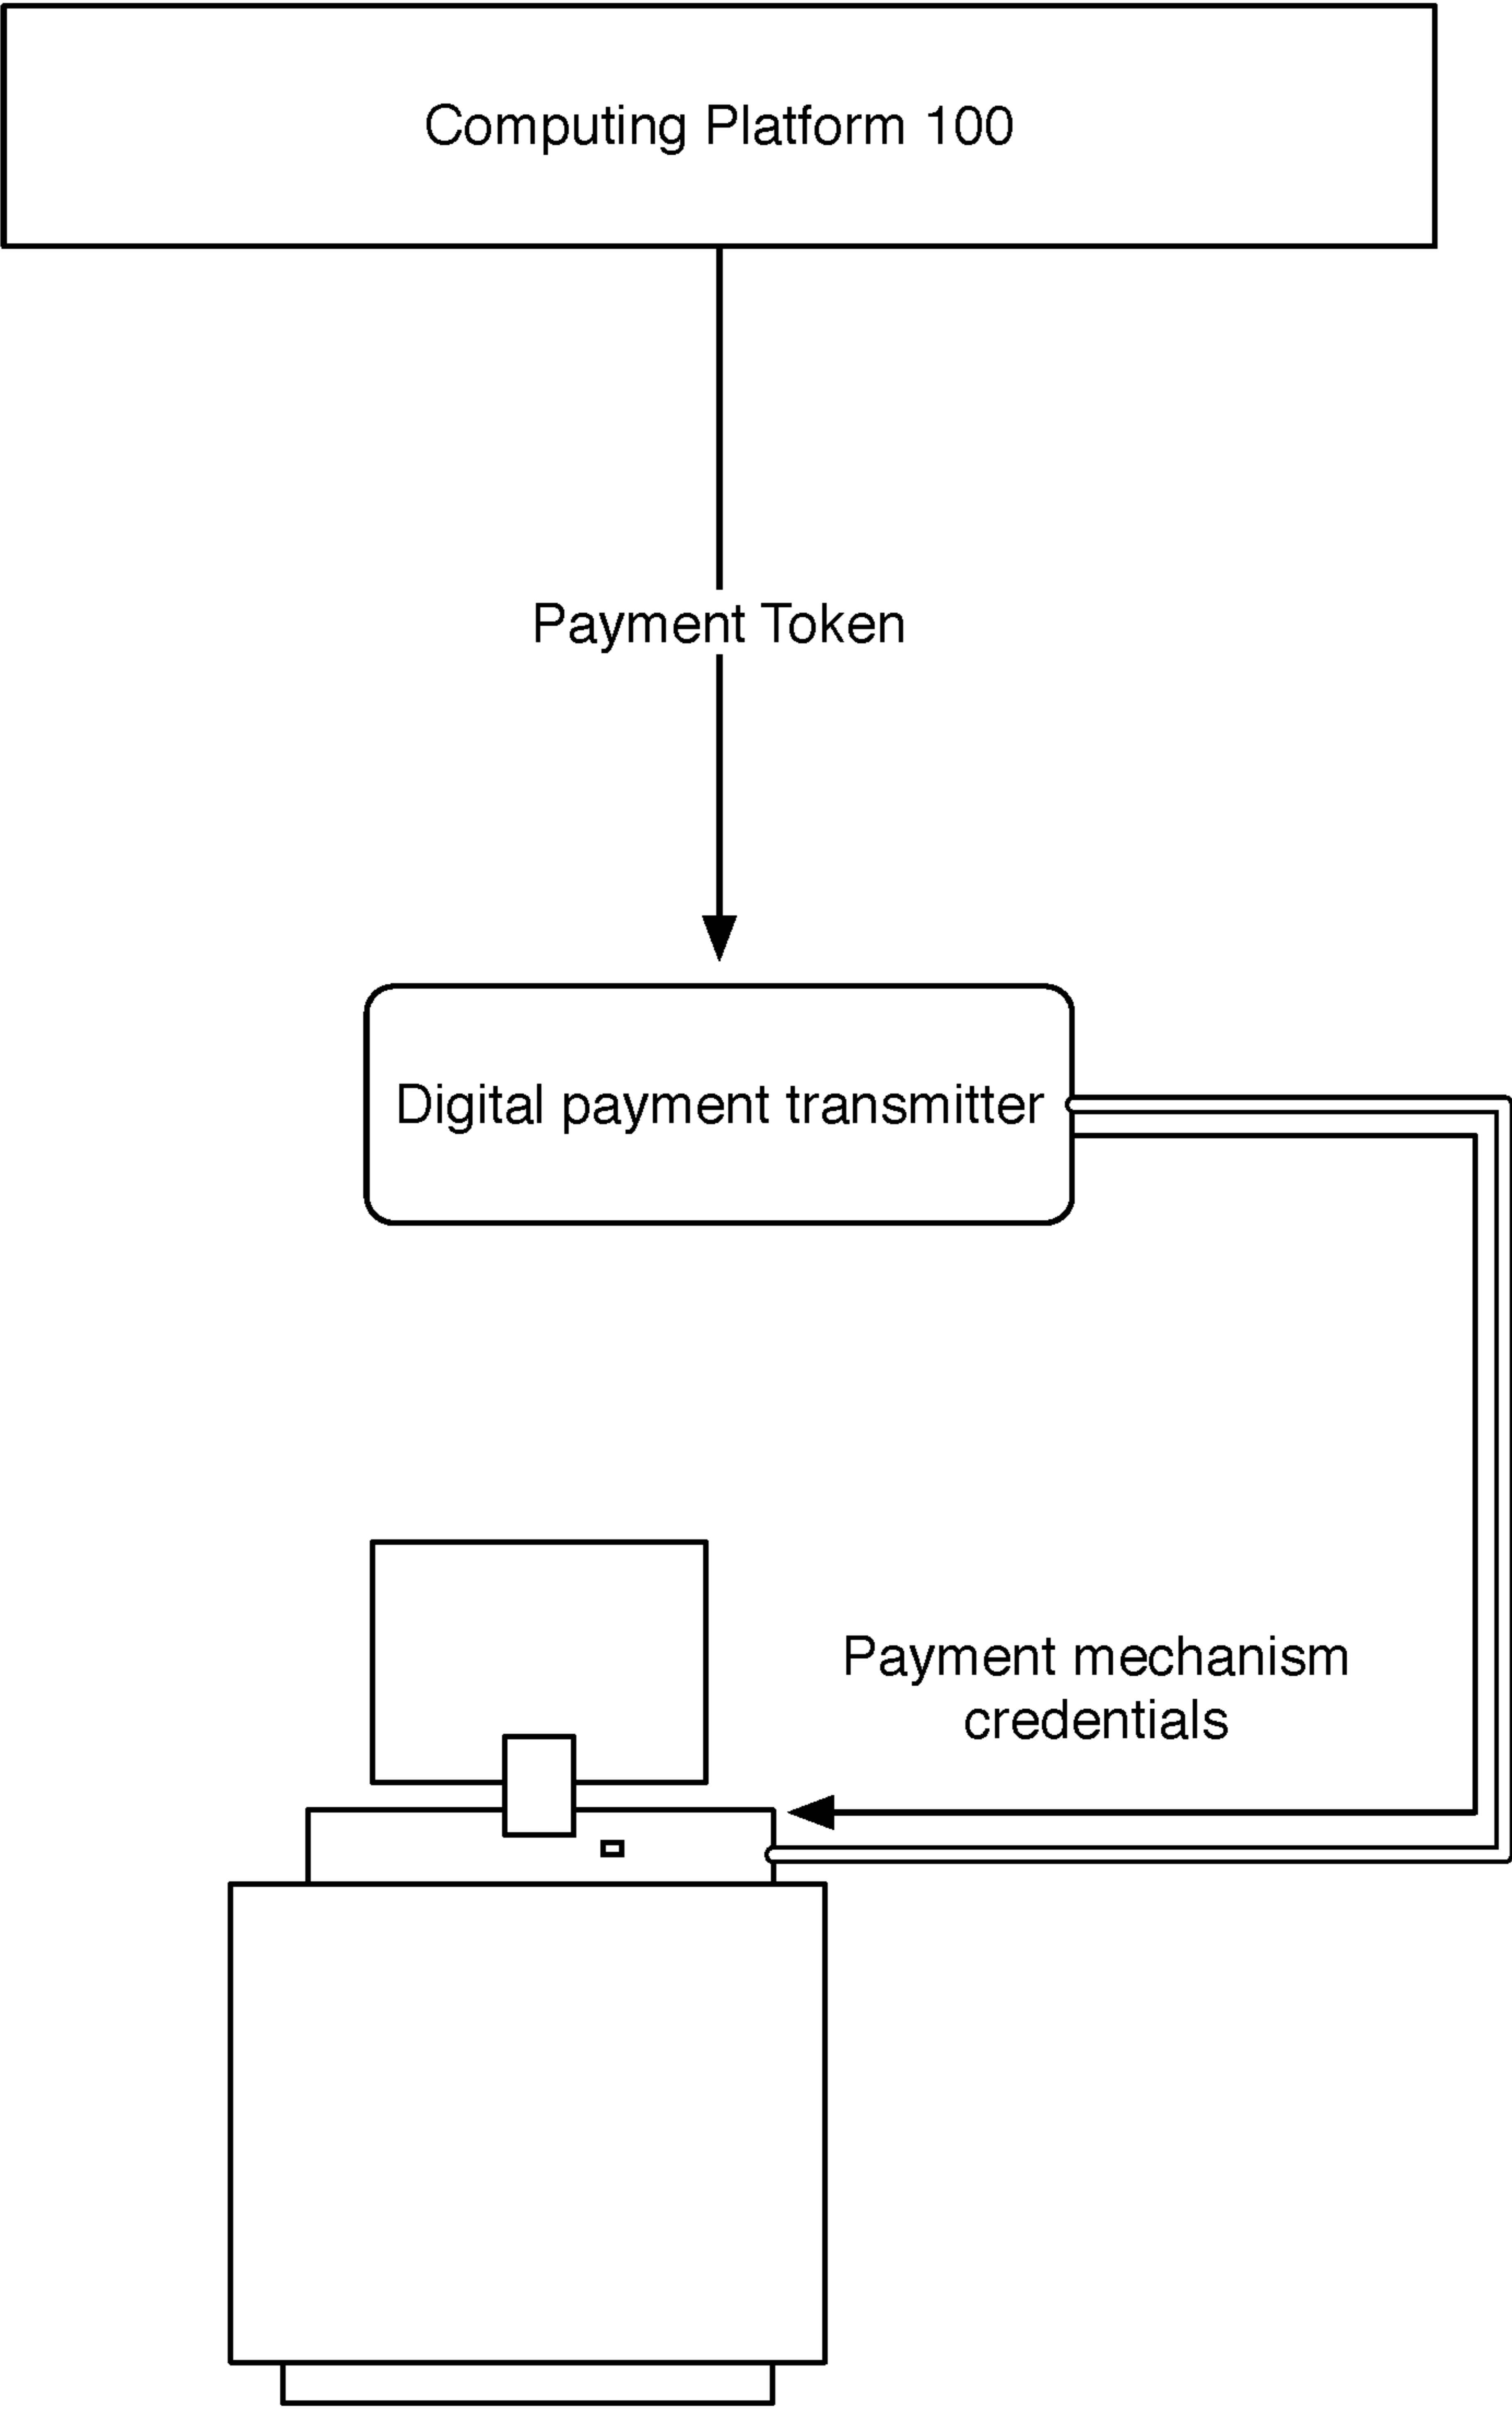 Computing Platform 100
Payment Token
Digital payment transmitter
Payment mechanism
credentials